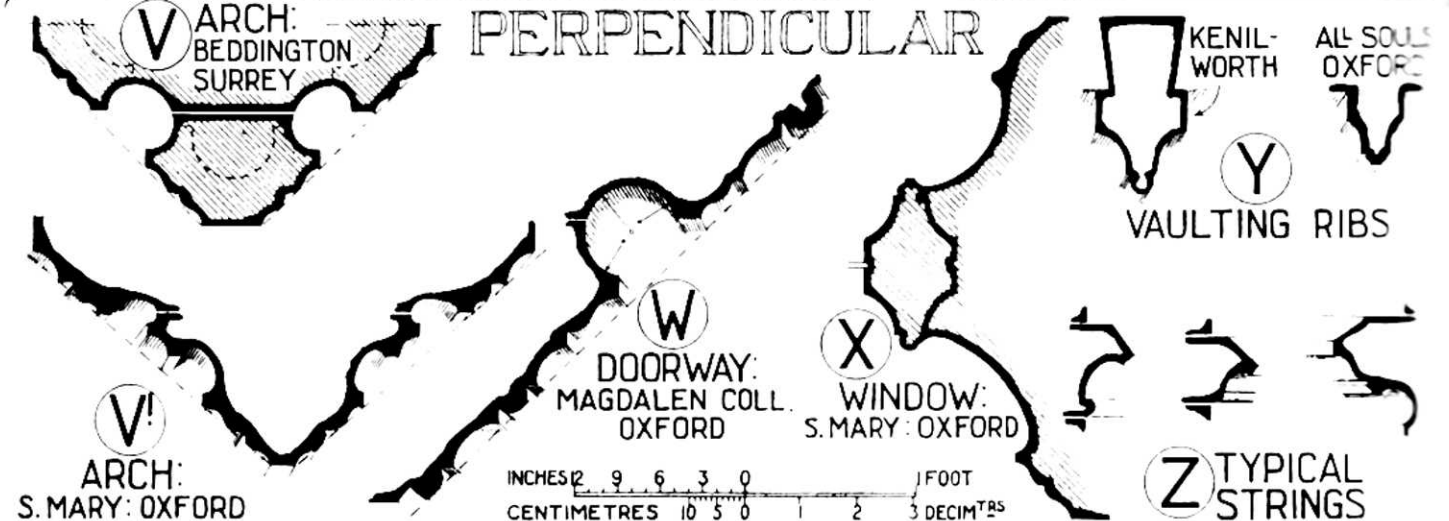 PERPENDICULAR
V ARCH:
BEDDINGTON
SURREY
KENIL-
WORTH
ALL SOULS
OXFORD
Y
VAULTING RIBS
V!
ARCH:
S. MARY: OXFORD
W
DOORWAY:
MAGDALEN COLL.
OXFORD
X
WINDOW:
S. MARY: OXFORD
Z TYPICAL
STRINGS
INCHES 12 9 6 3 0 1 FOOT
CENTIMETRES 10 5 0 1 2 3 DECIMTRS